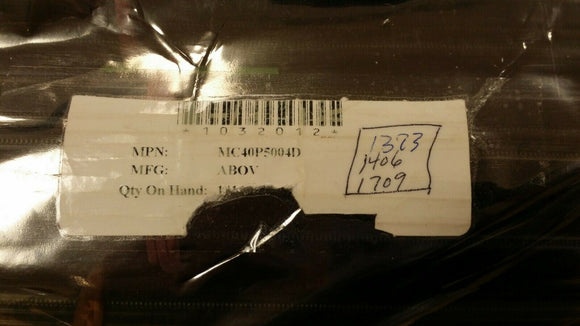 *1032012*
MPN: MC40P5004D
MFG: ABOV
Qty On Hand:
1373
1406
1709